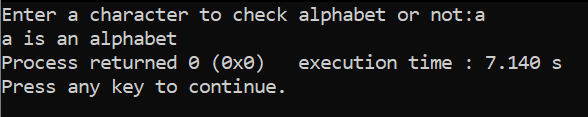 Enter a character to check alphabet or not:a
a is an alphabet
Process returned 0 (0x0)   execution time : 7.140 s
Press any key to continue.